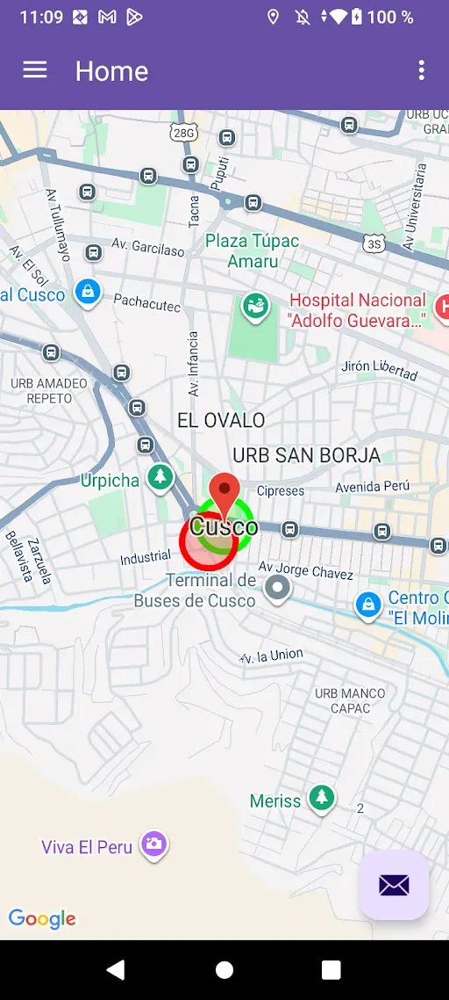 11:09
100 %
Home
URB UC
GRA
28G
Puputi
Tacna
Av. Universitaria
Av Tullumayo
Plaza Túpac
Amaru
3S
Av. Garcilaso
Av. El Sol
al Cusco
Pachacutec
Hospital Nacional
"Adolfo Guevara..."
H
Av. Infancia
Jirón Libertad
URB AMADEO
REPETO
EL OVALO
URB SAN BORJA
Urpicha
Cipreses
Avenida Perú
Cusco
Zarzuela
Bellavista
Industrial
Av Jorge Chavez
Terminal de
Buses de Cusco
Centro C
"El Molin
Av. la Union
URB MANCO
CAPAC
Meriss
2
Viva El Peru
Google